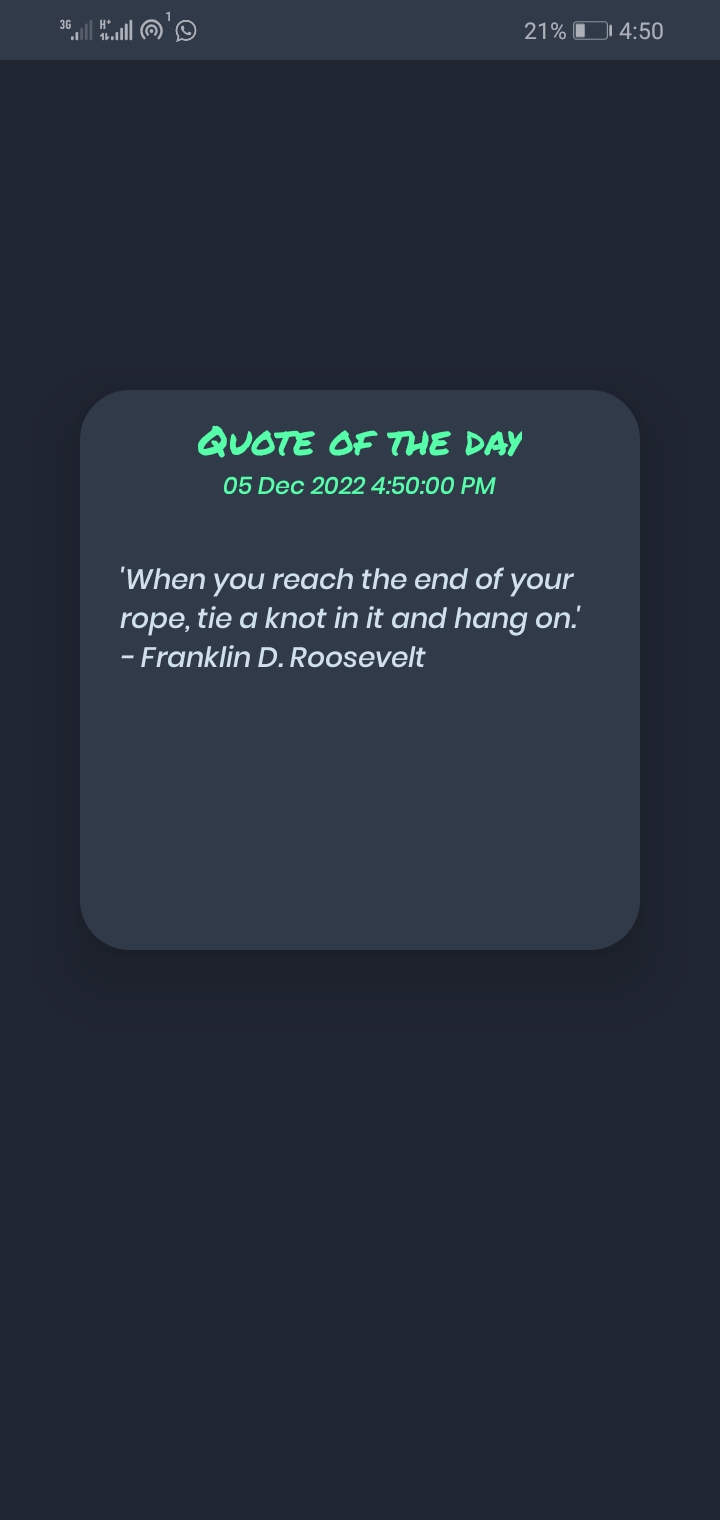 3G H+ 1 21% 4:50
Quote of the day
05 Dec 2022 4:50:00 PM
'When you reach the end of your
rope, tie a knot in it and hang on.'
- Franklin D. Roosevelt